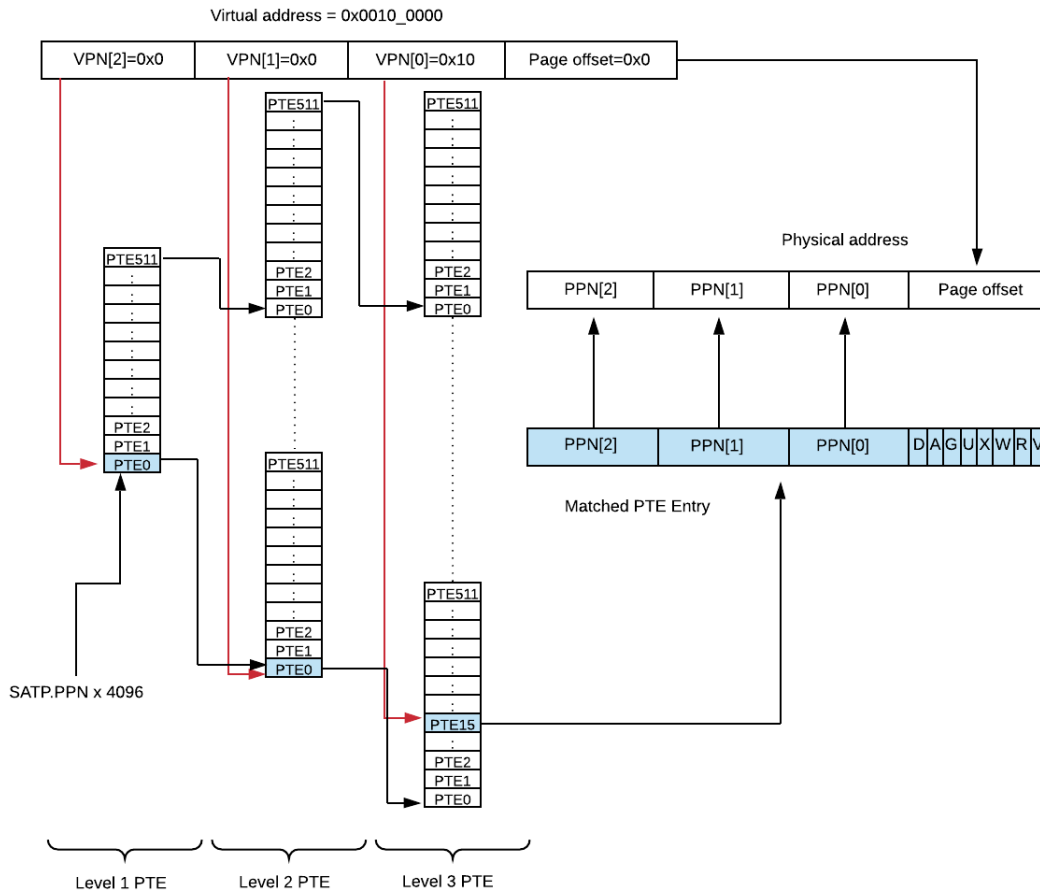 Virtual address = 0x0010_0000
VPN[2]=0x0 VPN[1]=0x0 VPN[0]=0x10 Page offset=0x0
PTE511 PTE511
:
:
:
:
:
:
:
:
PTE2 PTE2
PTE1 PTE1
PTE0 PTE0
PTE511
:
:
:
:
:
:
:
:
PTE2
PTE1
PTE0
Physical address
PPN[2] PPN[1] PPN[0] Page offset
PPN[2] PPN[1] PPN[0] D A G U X W R V
Matched PTE Entry
PTE511
:
:
:
:
:
:
:
:
PTE2
PTE1
PTE0
SATP.PPN x 4096
PTE511
:
:
:
:
:
:
PTE15
:
PTE2
PTE1
PTE0
Level 1 PTE Level 2 PTE Level 3 PTE